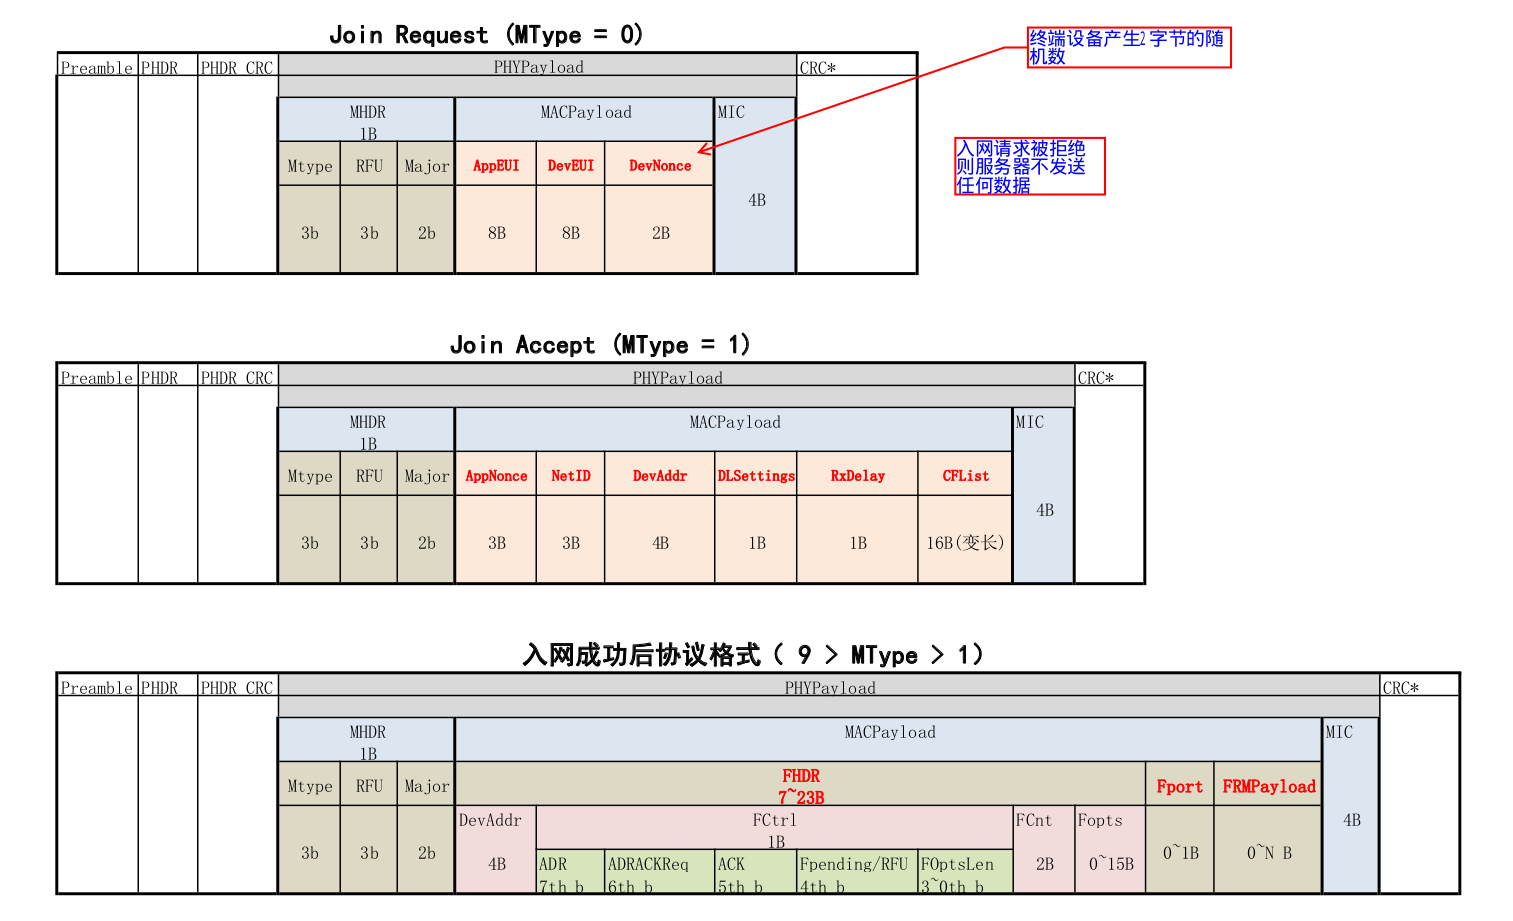 Join Request (MType = 0)
终端设备产生2字节的随
机数
Preamble PHDR PHDR CRC PHYPayload CRC*
MHDR MACPayload MIC
1B
入网请求被拒绝
则服务器不发送
任何数据
Mtype RFU Major AppEUI DevEUI DevNonce
4B
3b 3b 2b 8B 8B 2B
Join Accept (MType = 1)
Preamble PHDR PHDR CRC PHYPayload CRC*
MHDR MACPayload MIC
1B
Mtype RFU Major AppNonce NetID DevAddr DLSettings RxDelay CFList
4B
3b 3b 2b 3B 3B 4B 1B 1B 16B(变长)
入网成功后协议格式（ 9 > MType > 1）
Preamble PHDR PHDR CRC PHYPayload CRC*
MHDR MACPayload MIC
1B
Mtype RFU Major FHDR Fport FRMPayload
7~23B
DevAddr FCtrl FCnt Fopts 4B
1B
3b 3b 2b 0~1B 0~N B
4B ADR ADRACKReq ACK Fpending/RFU FOptsLen 2B 0~15B
7th b 6th b 5th b 4th b 3~0th b